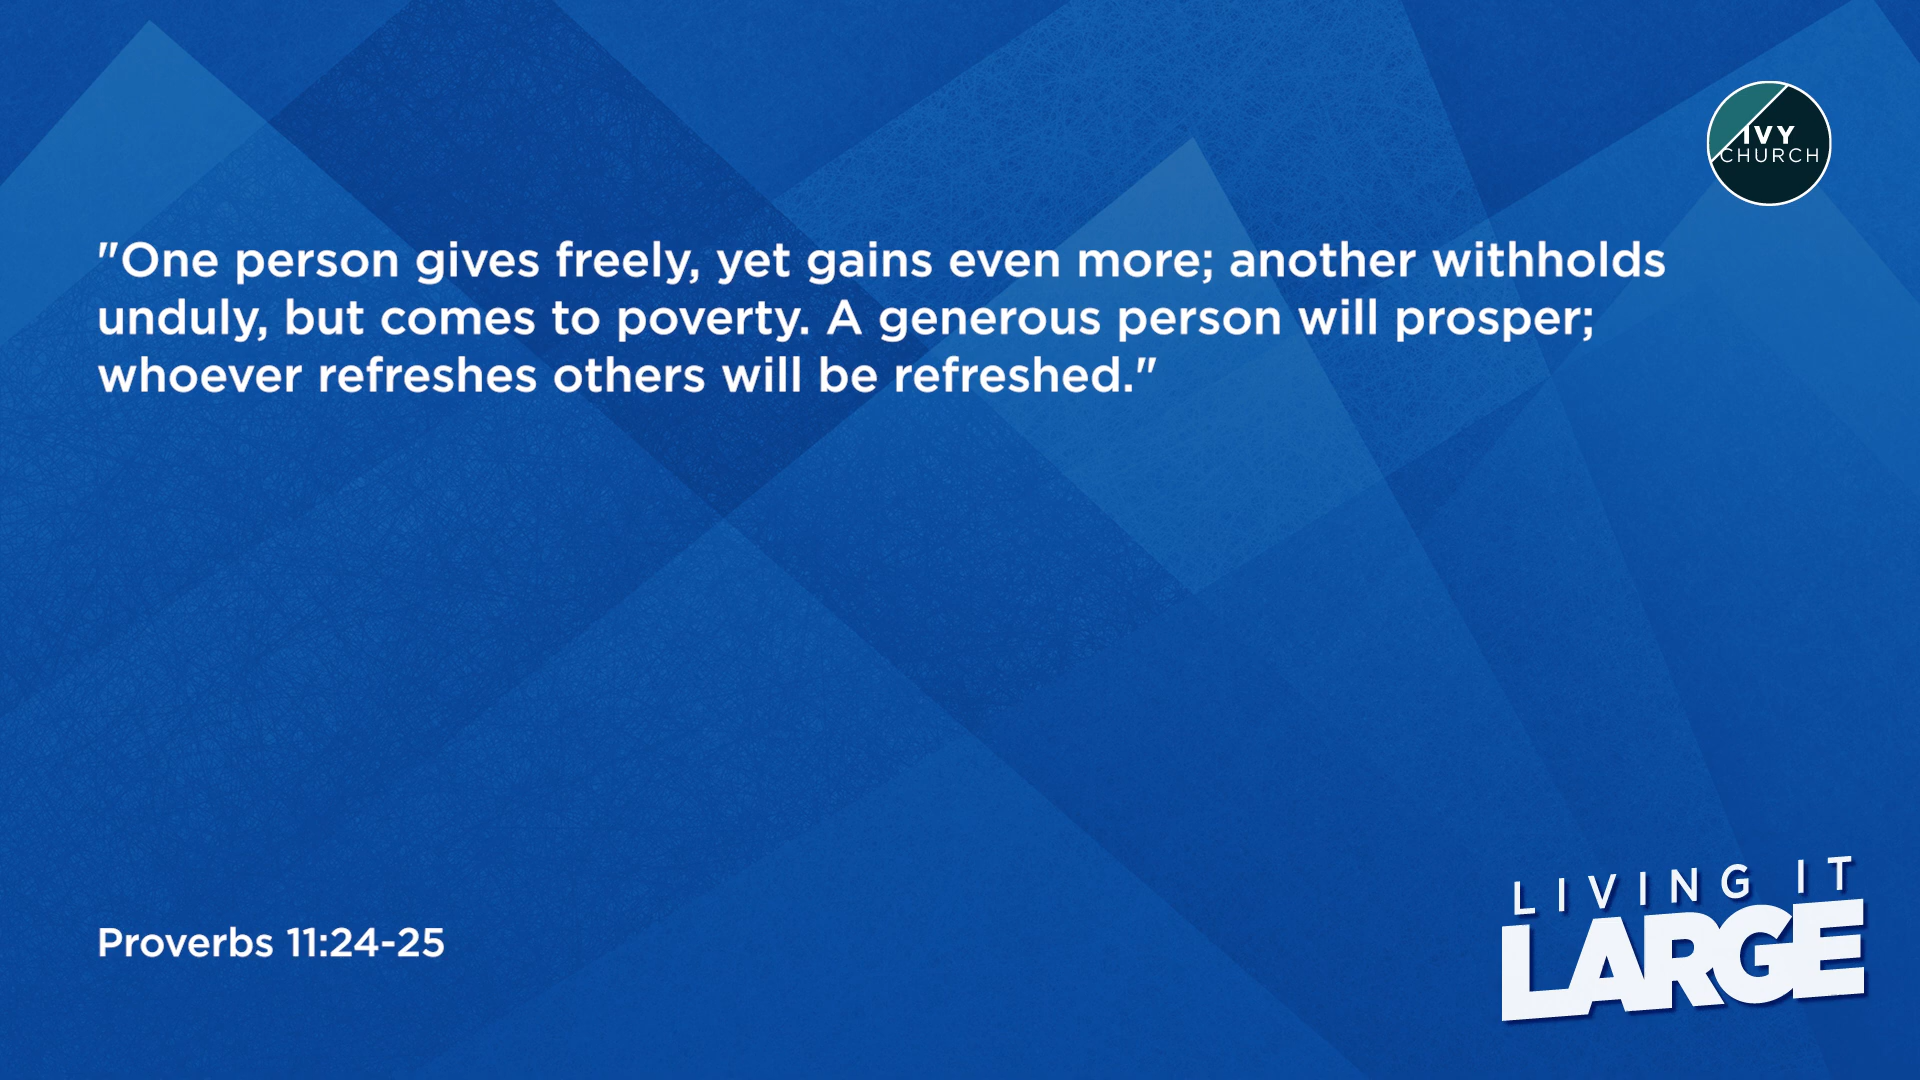 IVY
CHURCH
"One person gives freely, yet gains even more; another withholds
unduly, but comes to poverty. A generous person will prosper;
whoever refreshes others will be refreshed."
Proverbs 11:24-25
LIVING IT
LARGE